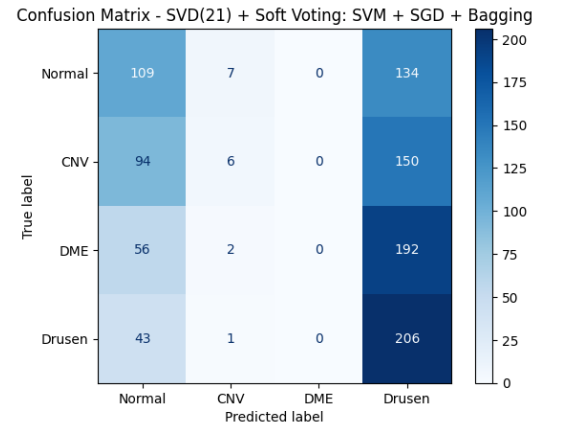 Confusion Matrix - SVD(21) + Soft Voting: SVM + SGD + Bagging
Normal 109 7 0 134
CNV 94 6 0 150
DME 56 2 0 192
Drusen 43 1 0 206
True label
Normal CNV DME Drusen
Predicted label
200
175
150
125
100
75
50
25
0